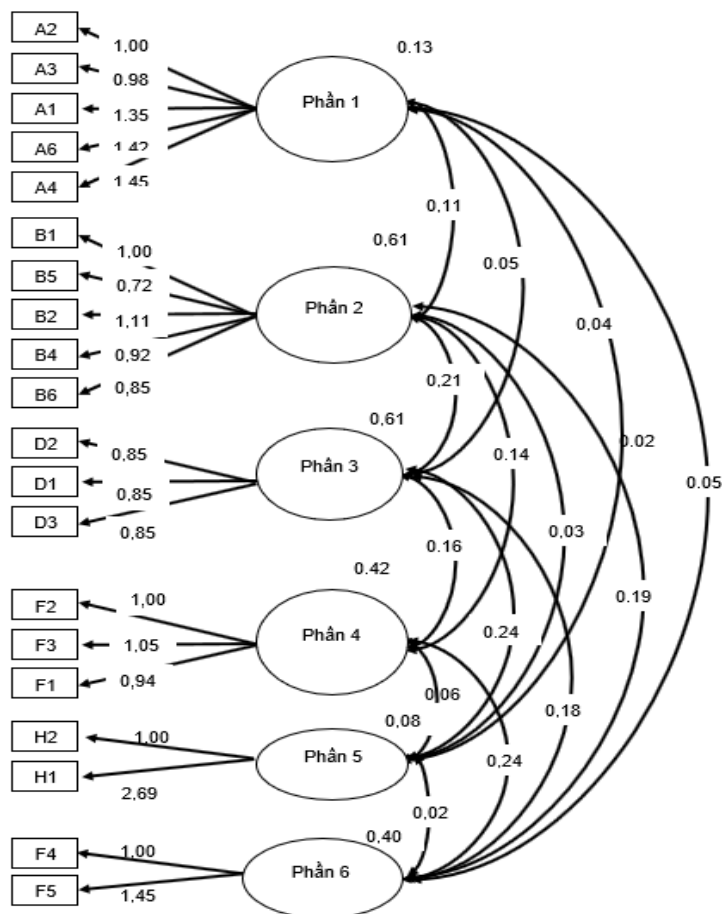 A2
1,00
0.13
A3
0.98
Phần 1
A1
1.35
A6
1.42
A4
1.45
0,11
B1
1,00
0,61
0.05
B5
0.72
Phần 2
B2
1,11
0,04
B4
0,92
B6
0,85
0,21
0,61
D2
0,85
0.14
0.02
Phần 3
D1
0,85
0.05
D3
0,85
0,03
0.16
0.42
F2
1,00
0.19
Phần 4
0.24
F3
1.05
F1
0,94
0,06
0,18
H2
1,00
0,08
Phần 5
0,24
H1
2,69
0,02
0,40
F4
1,00
Phần 6
F5
1,45